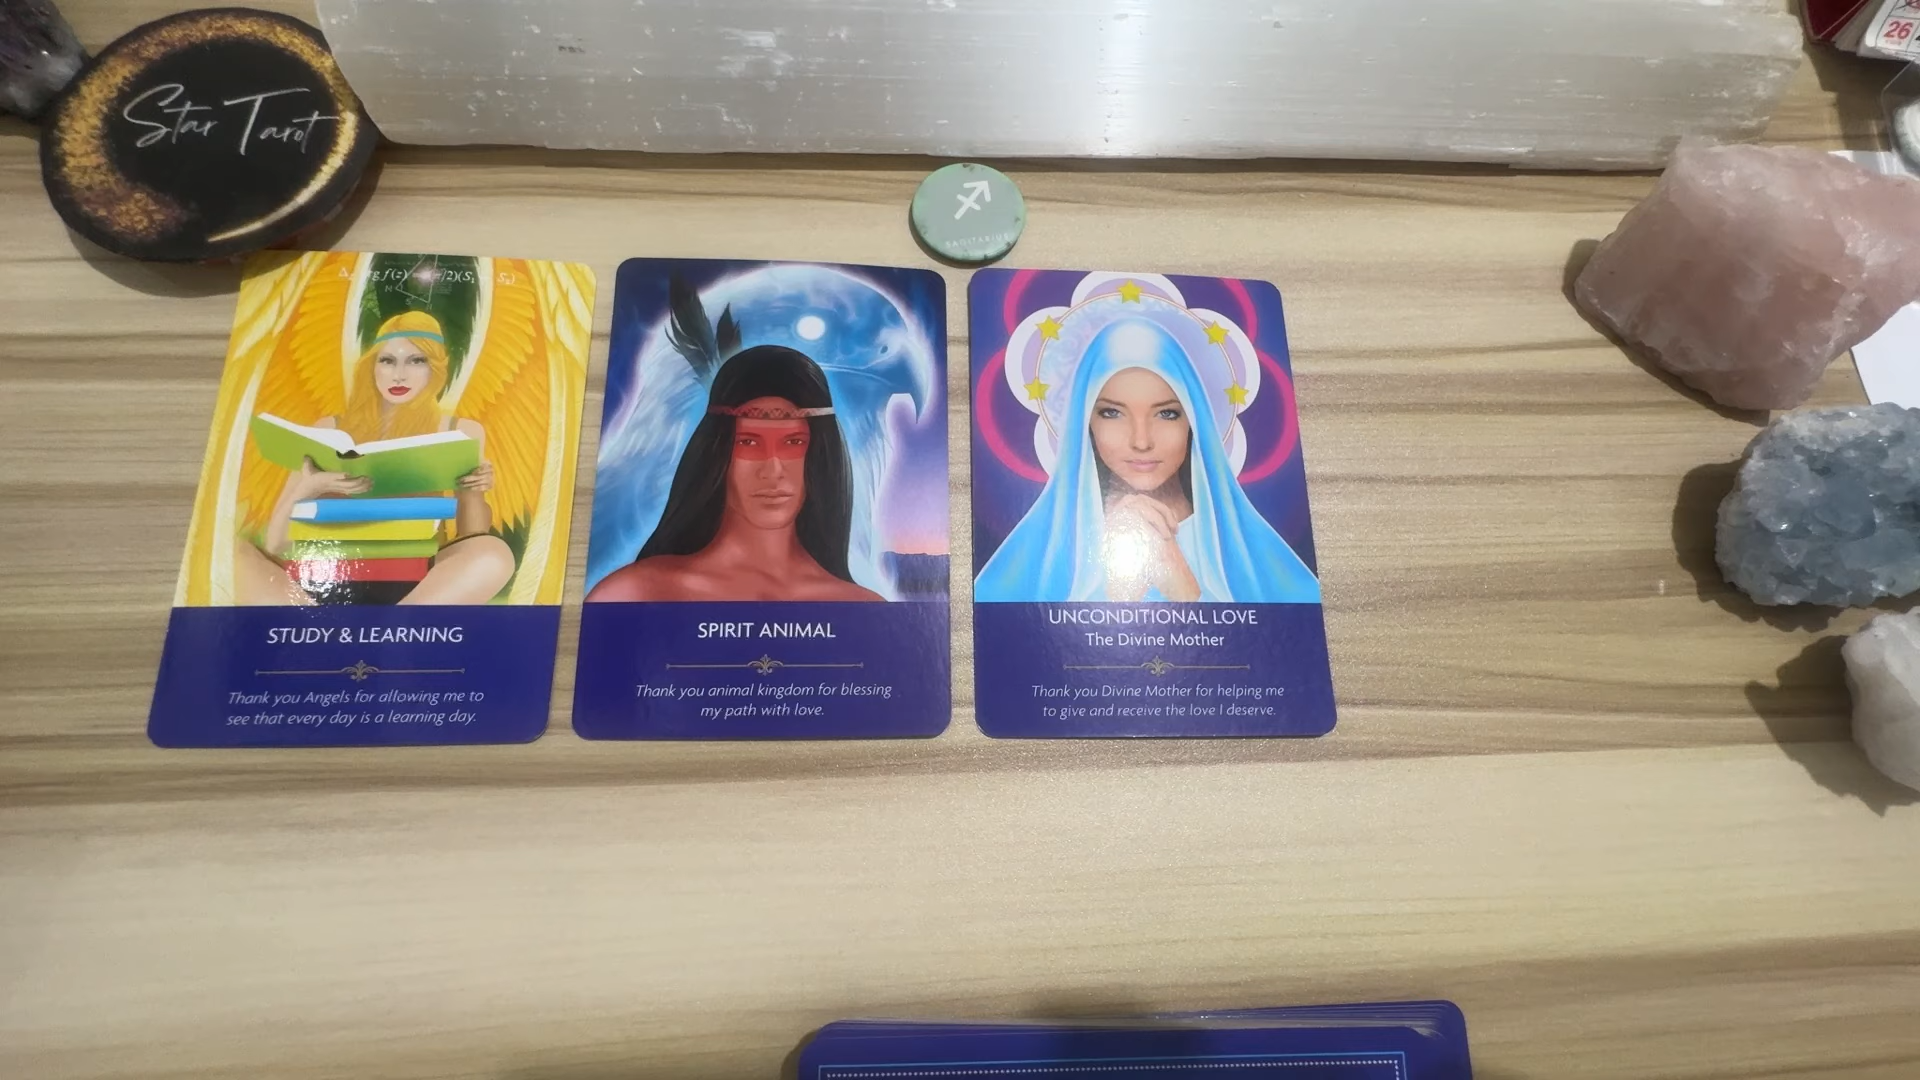 Star Tarot
26
SAGITARIUS
STUDY & LEARNING
Thank you Angels for allowing me to
see that every day is a learning day.
SPIRIT ANIMAL
Thank you animal kingdom for blessing
my path with love.
UNCONDITIONAL LOVE
The Divine Mother
Thank you Divine Mother for helping me
to give and receive the love I deserve.